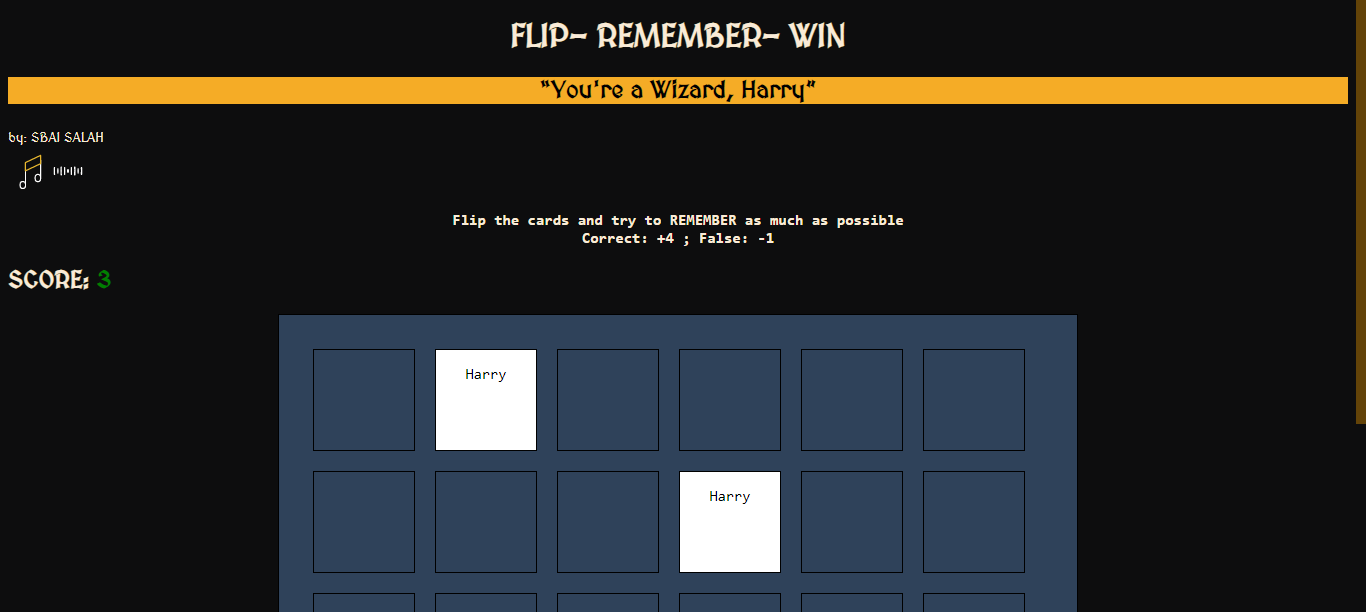 FLIP- REMEMBER- WIN
"You're a Wizard, Harry"
by: SBAI SALAH
Flip the cards and try to REMEMBER as much as possible
Correct: +4 ; False: -1
SCORE: 3
Harry
Harry